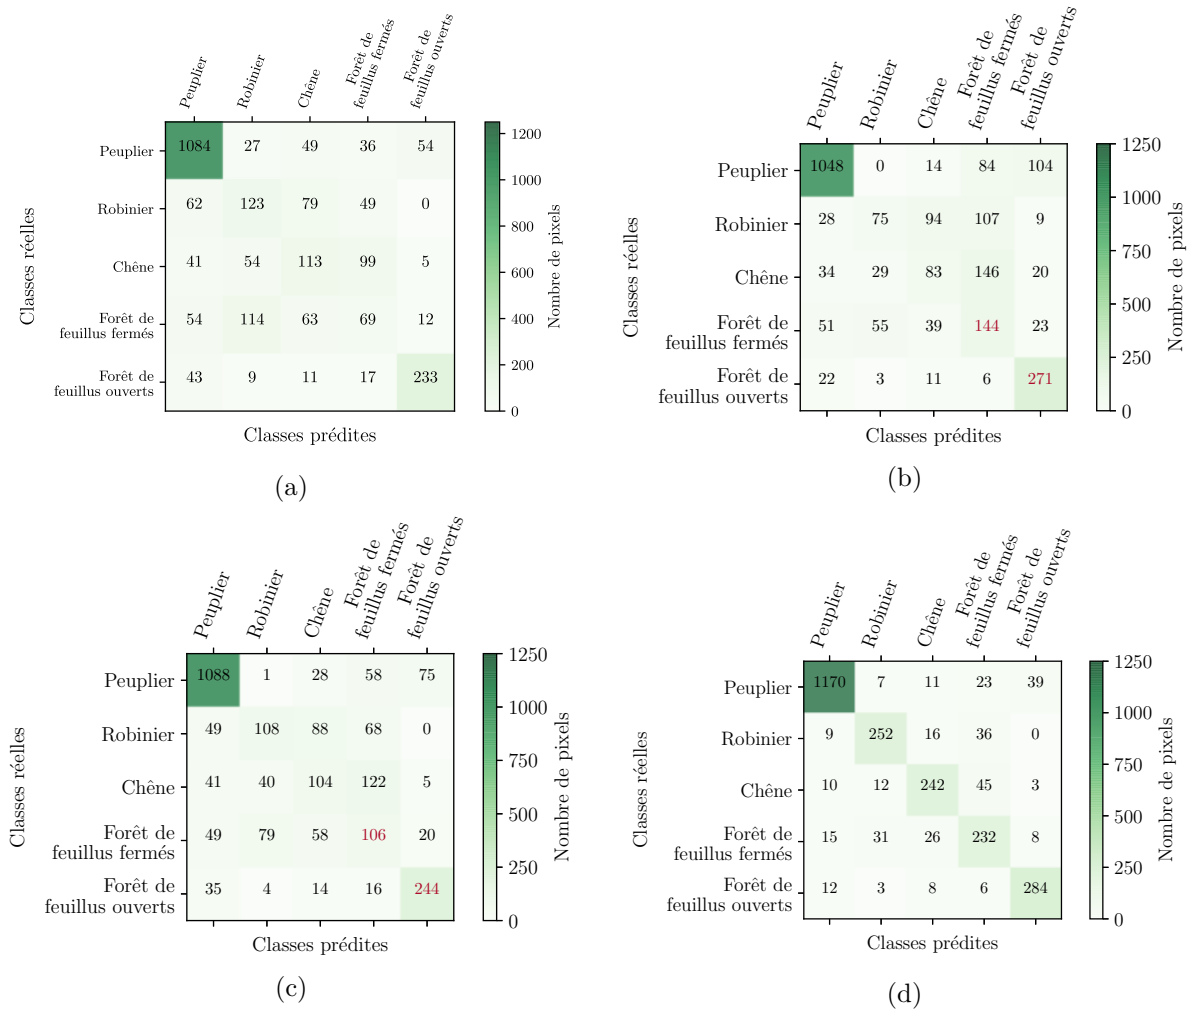 Peuplier
Robinier
Chêne
Forêt de
feuillus fermés
Forêt de
feuillus ouverts
Peuplier 1084 27 49 36 54
Robinier 62 123 79 49 0
Chêne 41 54 113 99 5
Forêt de
feuillus fermés 54 114 63 69 12
Forêt de
feuillus ouverts 43 9 11 17 233
Classes réelles
Classes prédites
1200
1000
800
600
400
200
0
Nombre de pixels
(a)
Peuplier
Robinier
Chêne
Forêt de
feuillus fermés
Forêt de
feuillus ouverts
Peuplier 1048 0 14 84 104
Robinier 28 75 94 107 9
Chêne 34 29 83 146 20
Forêt de
feuillus fermés 51 55 39 144 23
Forêt de
feuillus ouverts 22 3 11 6 271
Classes réelles
Classes prédites
1250
1000
750
500
250
0
Nombre de pixels
(b)
Peuplier
Robinier
Chêne
Forêt de
feuillus fermés
Forêt de
feuillus ouverts
Peuplier 1088 1 28 58 75
Robinier 49 108 88 68 0
Chêne 41 40 104 122 5
Forêt de
feuillus fermés 49 79 58 106 20
Forêt de
feuillus ouverts 35 4 14 16 244
Classes réelles
Classes prédites
1250
1000
750
500
250
0
Nombre de pixels
(c)
Peuplier
Robinier
Chêne
Forêt de
feuillus fermés
Forêt de
feuillus ouverts
Peuplier 1170 7 11 23 39
Robinier 9 252 16 36 0
Chêne 10 12 242 45 3
Forêt de
feuillus fermés 15 31 26 232 8
Forêt de
feuillus ouverts 12 3 8 6 284
Classes réelles
Classes prédites
1250
1000
750
500
250
0
Nombre de pixels
(d)